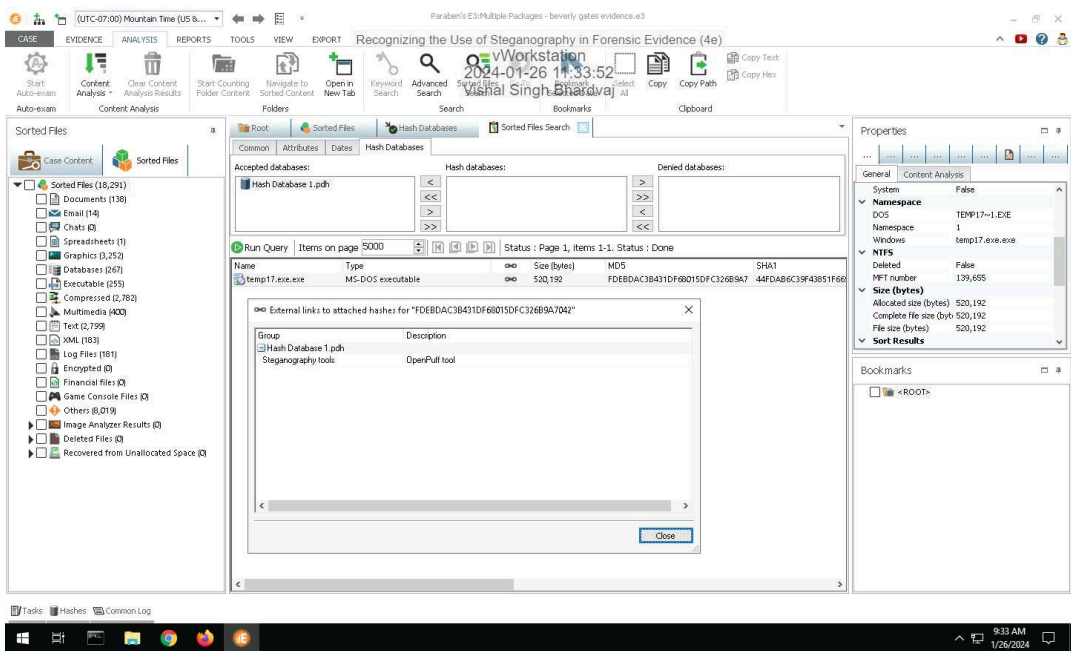 (UTC-07:00) Mountain Time (US &...
Paraben's E3:Multiple Packages - beverly gates evidence.e3
CASE EVIDENCE ANALYSIS REPORTS TOOLS VIEW EXPORT
Recognizing the Use of Steganography in Forensic Evidence (4e)
vWorkstation
2024-01-26 11:33:52
Vishal Singh Bhardvaj
Start Auto-exam
Content Analysis
Clear Content Analysis Results
Start Counting Folder Content
Navigate to Sorted Content
Open in New Tab
Keyword Search
Advanced Search
Sorted Files
Select All
Copy
Copy Path
Copy Text
Copy Hex
Auto-exam Content Analysis Folders Search Bookmarks Clipboard
Sorted Files
Case Content Sorted Files
Sorted Files (18,291)
Documents (138)
Email (14)
Chats (0)
Spreadsheets (1)
Graphics (3,252)
Databases (267)
Executable (255)
Compressed (2,782)
Multimedia (400)
Text (2,799)
XML (183)
Log Files (181)
Encrypted (0)
Financial files (0)
Game Console Files (0)
Others (8,019)
Image Analyzer Results (0)
Deleted Files (0)
Recovered from Unallocated Space (0)
Root Sorted Files Hash Databases Sorted Files Search
Common Attributes Dates Hash Databases
Accepted databases: Hash databases: Denied databases:
Hash Database 1.pdh
< >
<< >>
> <
>> <<
Run Query Items on page 5000 Status : Page 1, items 1-1. Status : Done
Name Type Size (bytes) MD5 SHA1
temp17.exe.exe MS-DOS executable 520,192 FDEBDAC3B431DF68015DFC326B9A7 44FDAB6C39F43851F66
External links to attached hashes for "FDEBDAC3B431DF68015DFC326B9A7042"
Group Description
Hash Database 1.pdh
Steganography tools OpenPuff tool
Close
Properties
... ... ... ... ... ... ... ...
General Content Analysis
System False
Namespace
DOS TEMP17~1.EXE
Namespace 1
Windows temp17.exe.exe
NTFS
Deleted False
MFT number 139,655
Size (bytes)
Allocated size (bytes) 520,192
Complete file size (byt 520,192
File size (bytes) 520,192
Sort Results
Bookmarks
<ROOT>
Tasks Hashes Common Log
9:33 AM
1/26/2024